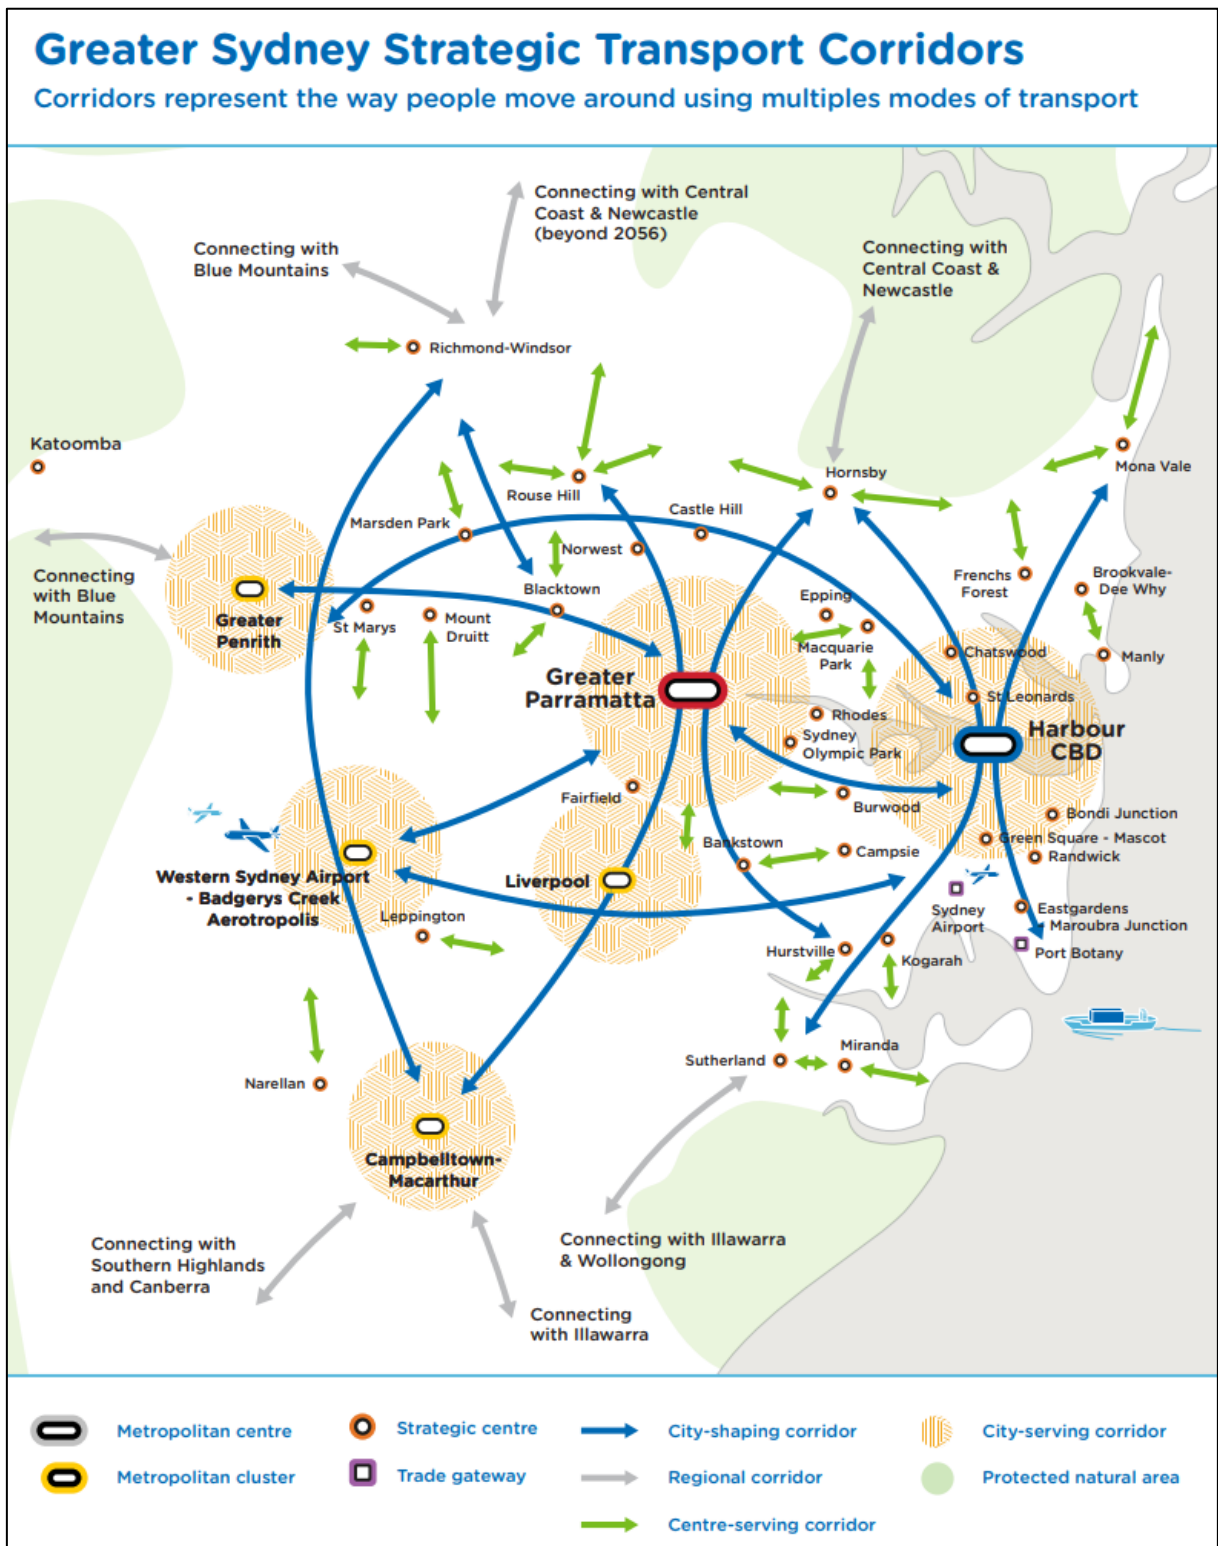 Greater Sydney Strategic Transport Corridors
Corridors represent the way people move around using multiples modes of transport
Connecting with Central
Coast & Newcastle
(beyond 2056)
Connecting with
Blue Mountains
Connecting with
Central Coast &
Newcastle
Richmond-Windsor
Katoomba
Mona Vale
Hornsby
Rouse Hill
Castle Hill
Marsden Park
Norwest
Connecting
with Blue
Mountains
Blacktown
Frenchs
Forest
Brookvale-
Dee Why
Greater
Penrith
St Marys
Mount
Druitt
Epping
Macquarie
Park
Chatswood
Manly
Greater
Parramatta
St Leonards
Rhodes
Harbour
CBD
Sydney
Olympic Park
Fairfield
Burwood
Bondi Junction
Bankstown
Campsie
Green Square - Mascot
Randwick
Western Sydney Airport
- Badgerys Creek
Aerotropolis
Liverpool
Leppington
Sydney
Airport
Eastgardens
- Maroubra Junction
Hurstville
Kogarah
Port Botany
Narellan
Sutherland
Miranda
Campbelltown-
Macarthur
Connecting with
Southern Highlands
and Canberra
Connecting with Illawarra
& Wollongong
Connecting
with Illawarra
Metropolitan centre
Strategic centre
City-shaping corridor
City-serving corridor
Metropolitan cluster
Trade gateway
Regional corridor
Protected natural area
Centre-serving corridor